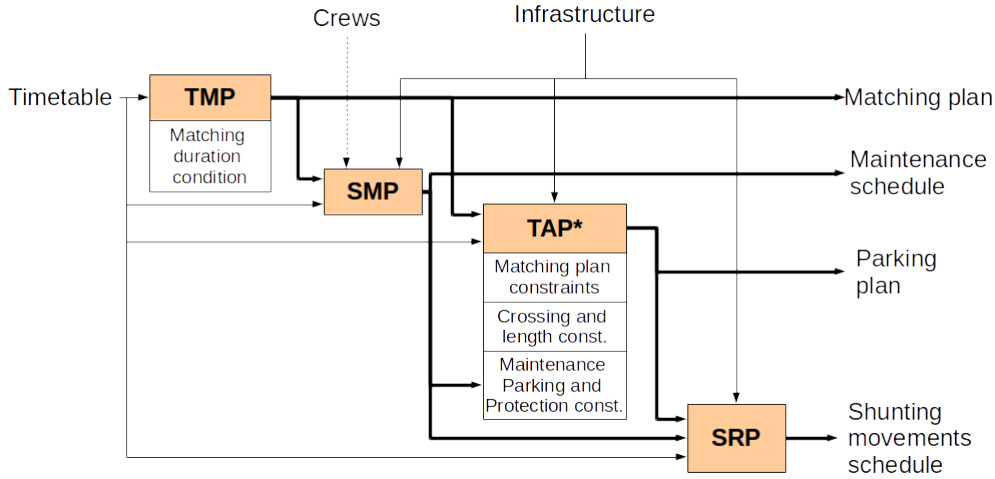 Crews
Infrastructure
Timetable
TMP
Matching plan
Matching
duration
condition
Maintenance
schedule
SMP
TAP*
Matching plan
constraints
Parking
plan
Crossing and
length const.
Maintenance
Parking and
Protection const.
SRP
Shunting
movements
schedule